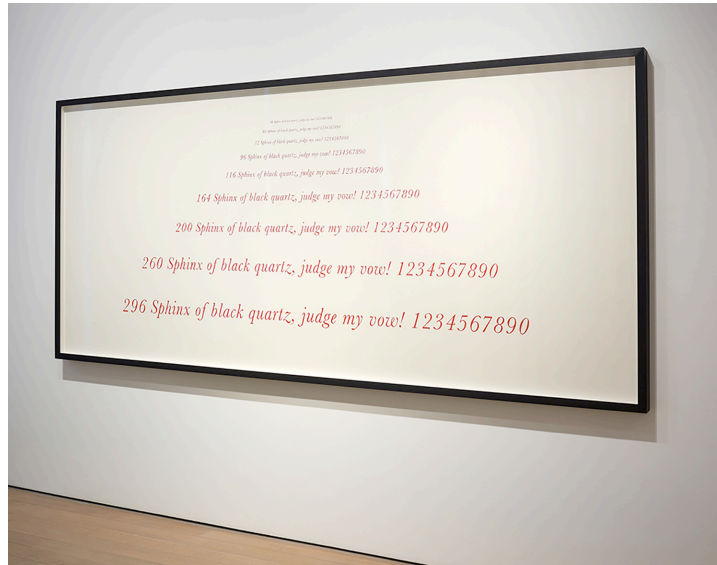 Sphinx of black quartz, judge my vow! 1234567890
72 Sphinx of black quartz, judge my vow! 1234567890
96 Sphinx of black quartz, judge my vow! 1234567890
116 Sphinx of black quartz, judge my vow! 1234567890
164 Sphinx of black quartz, judge my vow! 1234567890
200 Sphinx of black quartz, judge my vow! 1234567890
260 Sphinx of black quartz, judge my vow! 1234567890
296 Sphinx of black quartz, judge my vow! 1234567890